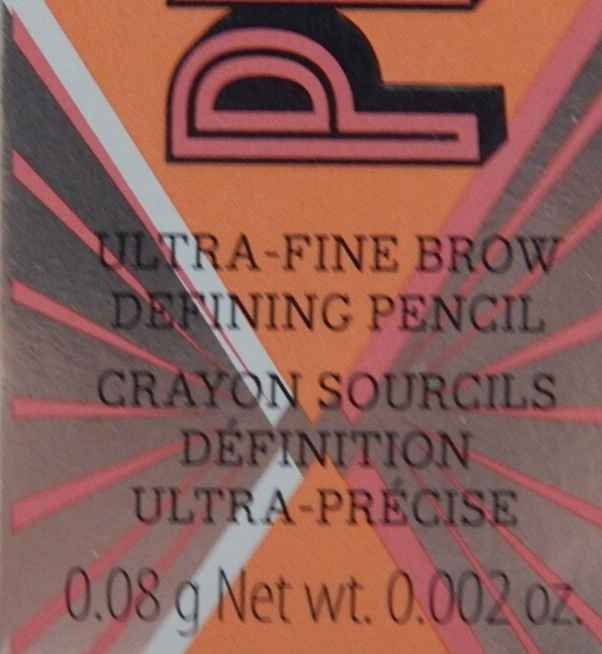 P
ULTRA-FINE BROW
DEFINING PENCIL
CRAYON SOURCILS
DÉFINITION
ULTRA-PRÉCISE
0.08 g Net wt. 0.002 oz.